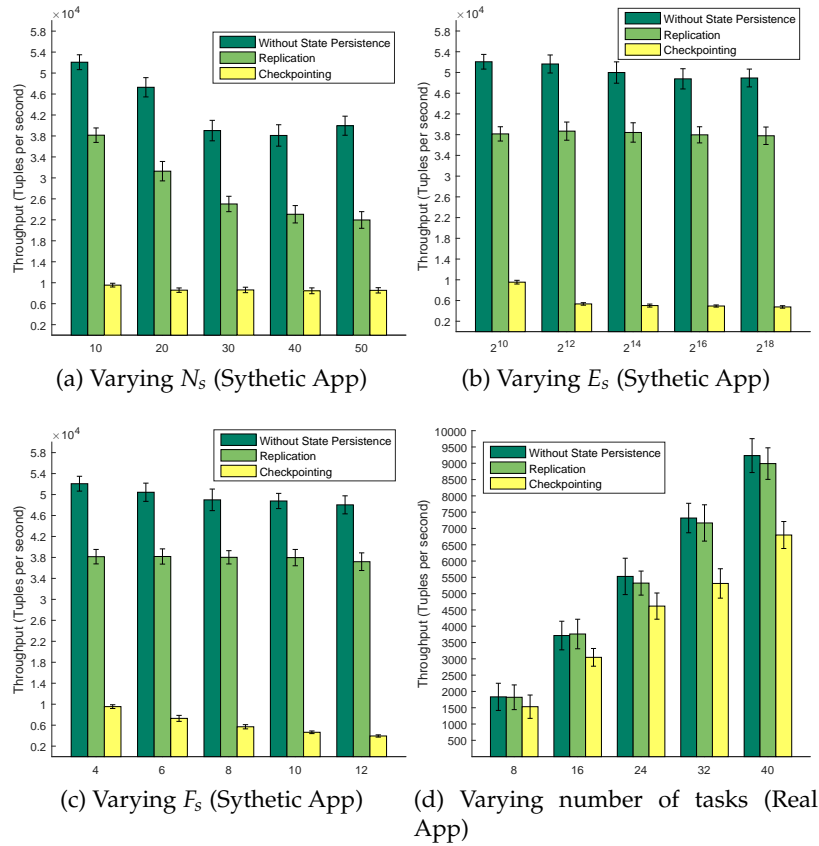 ×10⁴
5.8
5.4
5
4.6
4.2
3.8
3.4
3
2.6
2.2
1.8
1.4
1
0.6
0.2
Throughput (Tuples per second)
Without State Persistence
Replication
Checkpointing
10 20 30 40 50
(a) Varying Nₛ (Sythetic App)
×10⁴
5.8
5.4
5
4.6
4.2
3.8
3.4
3
2.6
2.2
1.8
1.4
1
0.6
0.2
Throughput (Tuples per second)
Without State Persistence
Replication
Checkpointing
2¹⁰ 2¹² 2¹⁴ 2¹⁶ 2¹⁸
(b) Varying Eₛ (Sythetic App)
×10⁴
5.8
5.4
5
4.6
4.2
3.8
3.4
3
2.6
2.2
1.8
1.4
1
0.6
0.2
Throughput (Tuples per second)
Without State Persistence
Replication
Checkpointing
4 6 8 10 12
(c) Varying Fₛ (Sythetic App)
10000
9500
9000
8500
8000
7500
7000
6500
6000
5500
5000
4500
4000
3500
3000
2500
2000
1500
1000
500
Throughput (Tuples per second)
Without State Persistence
Replication
Checkpointing
8 16 24 32 40
(d) Varying number of tasks (Real
App)